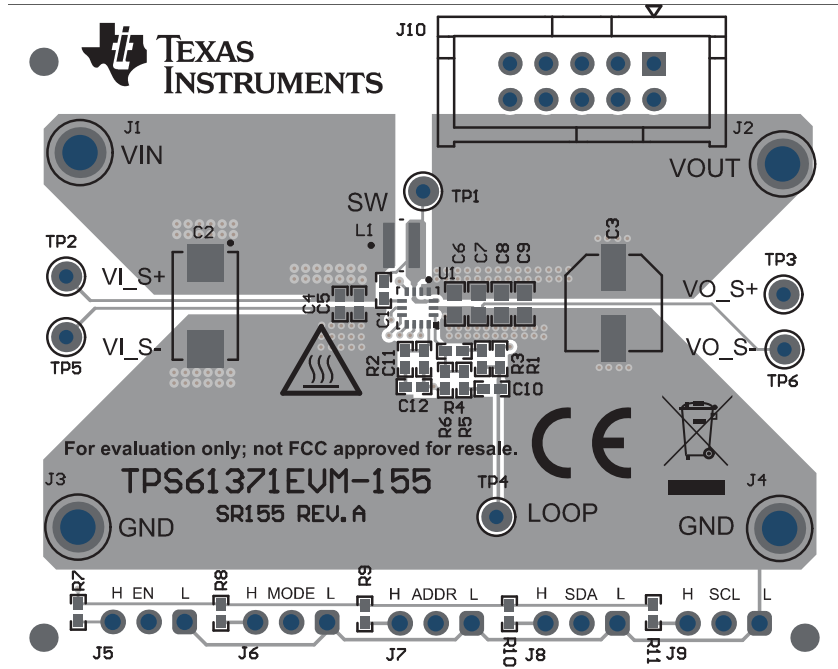 J10
TEXAS
INSTRUMENTS
J1
VIN
J2
VOUT
SW
TP1
L1
C2
C3
TP2
VI_S+
U1
C6
C7
C8
C9
TP3
VO_S+
C4
C5
C1
TP5
VI_S-
VO_S-
TP6
R2
C11
R3
R1
C12
R4
C10
R6
R5
For evaluation only; not FCC approved for resale.
CE
J3
TPS61371EVM-155
TP4
J4
GND
SR155 REV.A
LOOP
GND
R7
H EN L
R8
H MODE L
R9
H ADDR L
R10
H SDA L
R11
H SCL L
J5
J6
J7
J8
J9